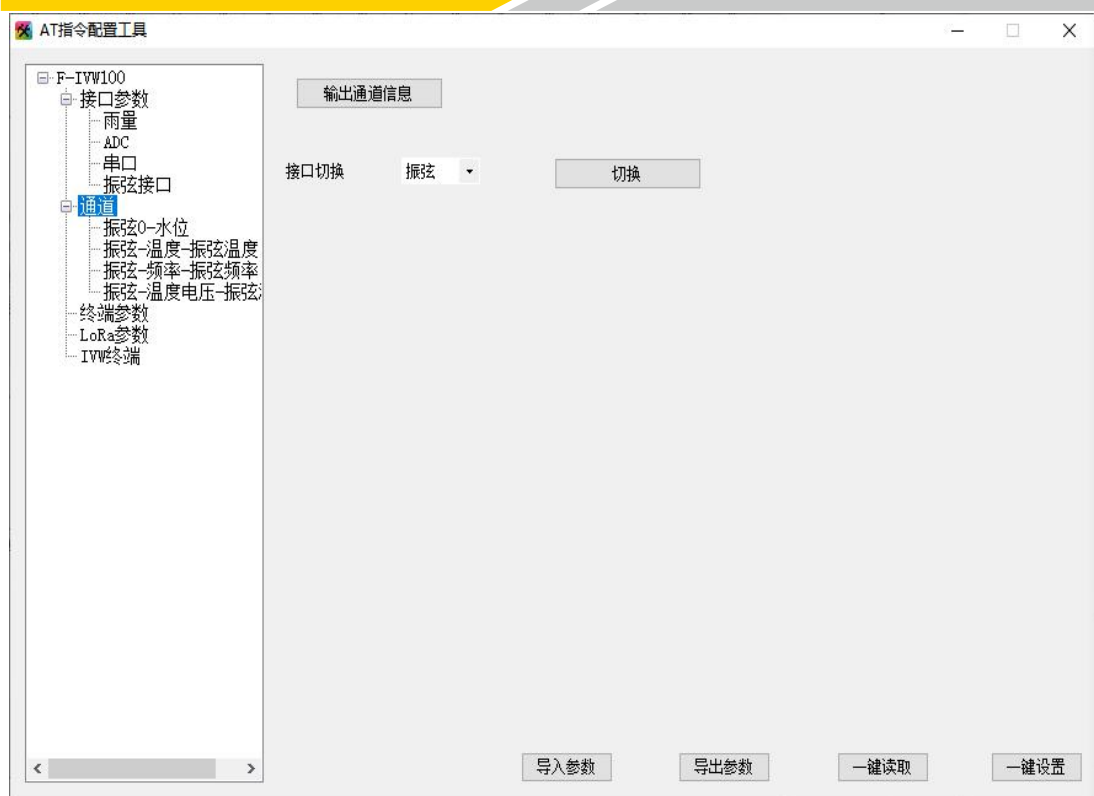 AT指令配置工具
F-IVW100
接口参数
雨量
ADC
串口
振弦接口
通道
振弦0-水位
振弦-温度-振弦温度
振弦-频率-振弦频率
振弦-温度电压-振弦
终端参数
LoRa参数
IVW终端
输出通道信息
接口切换 振弦 切换
导入参数 导出参数 一键读取 一键设置